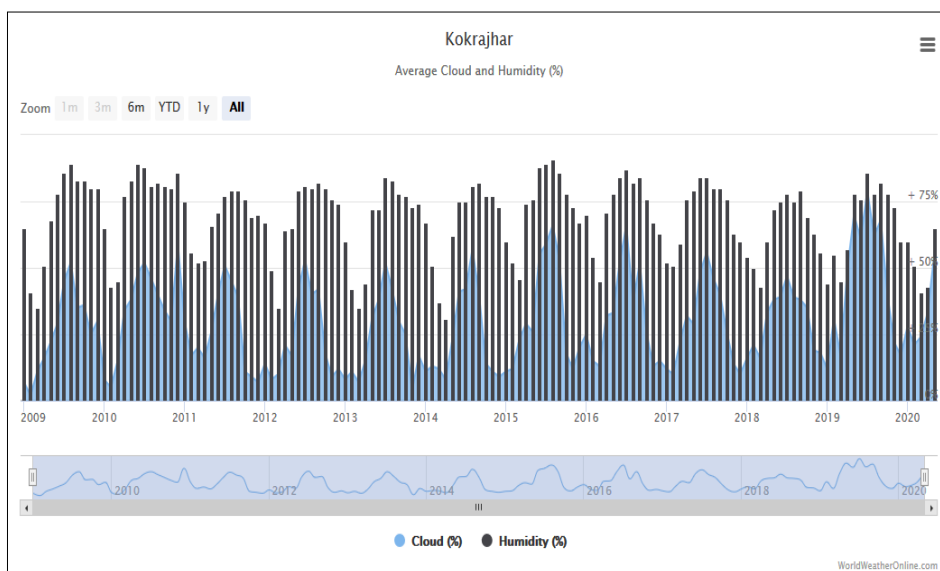 Kokrajhar
Average Cloud and Humidity (%)
Zoom 1m 3m 6m YTD 1y All
+ 75%
+ 50%
0%
2009 2010 2011 2012 2013 2014 2015 2016 2017 2018 2019 2020
2010 2012 2014 2016 2018 2020
Cloud (%) Humidity (%)
WorldWeatherOnline.com